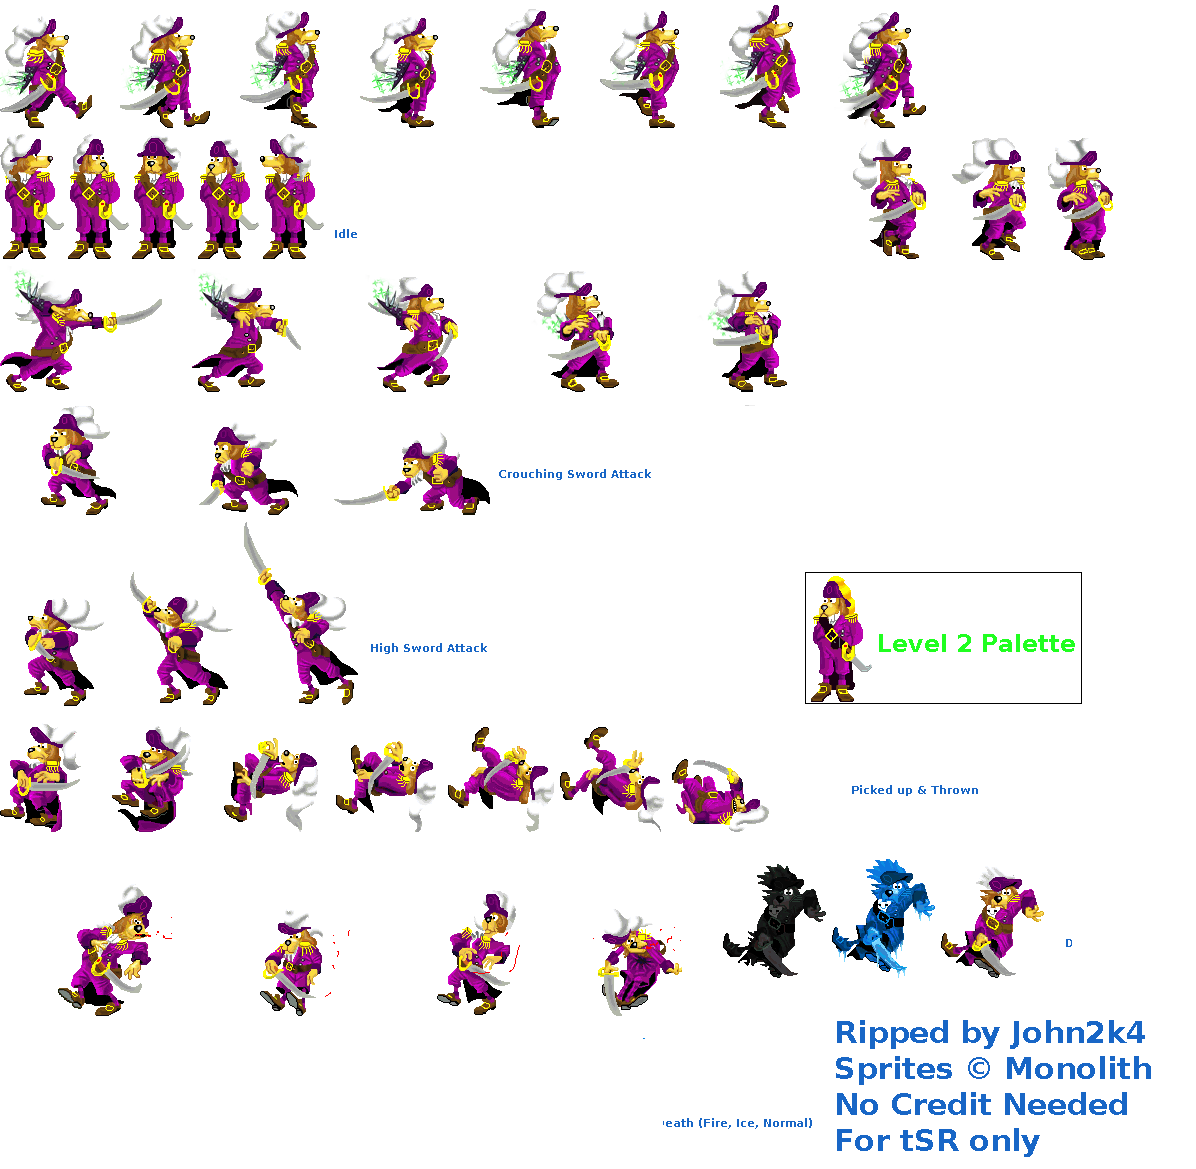 Idle
Crouching Sword Attack
High Sword Attack
Level 2 Palette
Picked up & Thrown
D
eath (Fire, Ice, Normal)
Ripped by John2k4
Sprites © Monolith
No Credit Needed
For tSR only